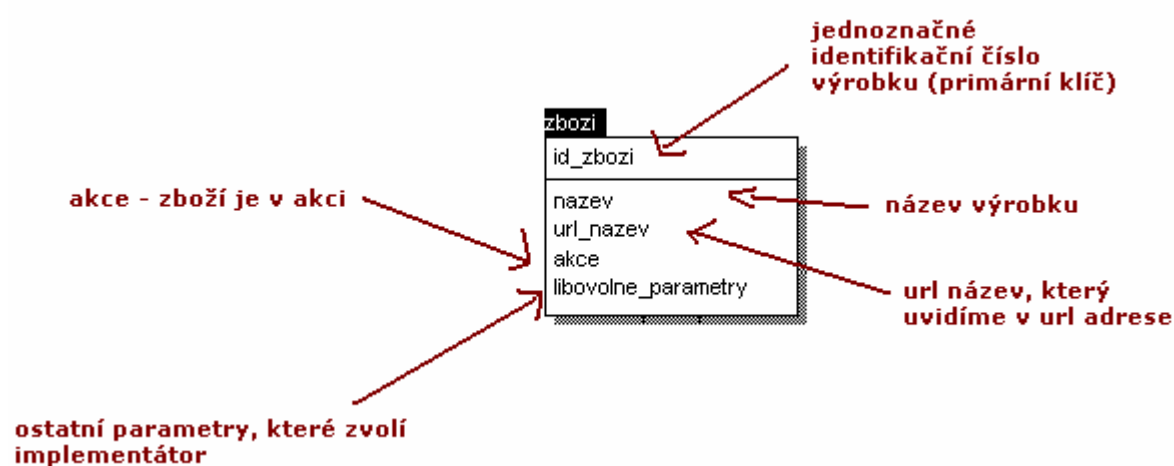 jednoznačné
identifikační číslo
výrobku (primární klíč)
zbozi
id_zbozi
akce - zboží je v akci
nazev
název výrobku
url_nazev
akce
libovolne_parametry
url název, který
uvidíme v url adrese
ostatní parametry, které zvolí
implementátor